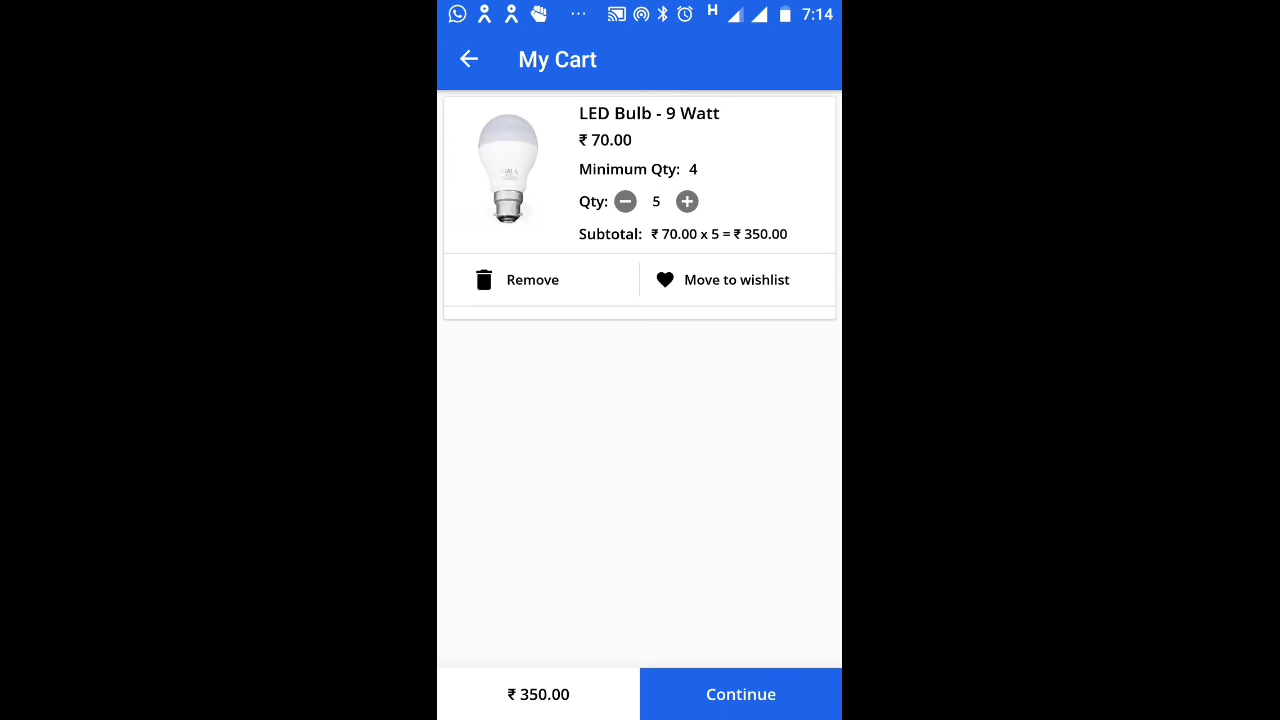 H 7:14
My Cart
LED Bulb - 9 Watt
₹ 70.00
Minimum Qty: 4
Qty: 5
Subtotal: ₹ 70.00 x 5 = ₹ 350.00
Remove
Move to wishlist
₹ 350.00
Continue